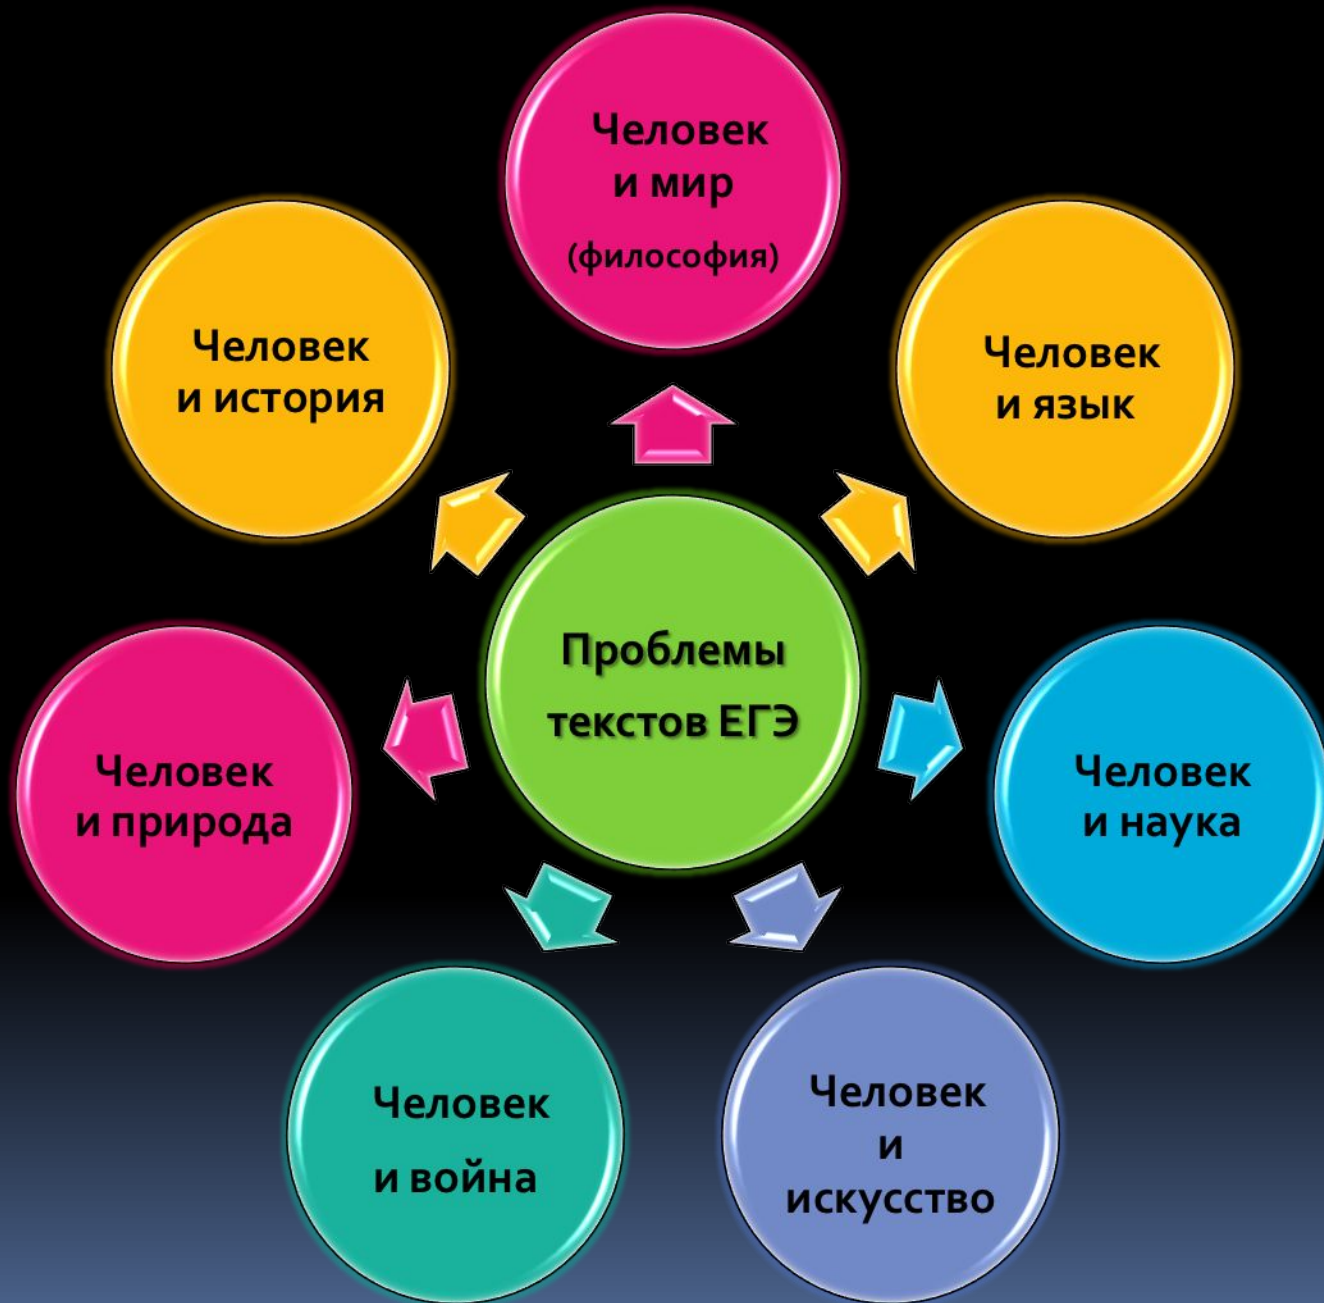 Человек
и мир
(философия)
Человек
и история
Человек
и язык
Проблемы
текстов ЕГЭ
Человек
и природа
Человек
и наука
Человек
и война
Человек
и
искусство